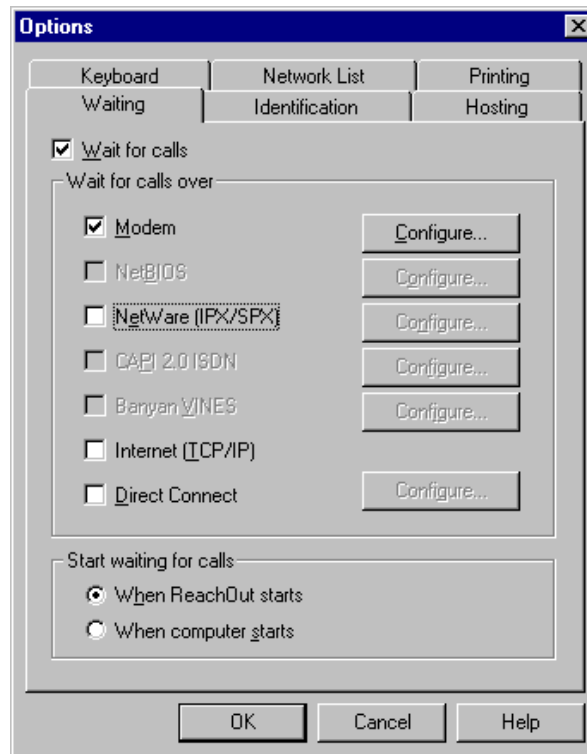 Options
Keyboard Network List Printing
Waiting Identification Hosting
Wait for calls
Wait for calls over
Modem Configure...
NetBIOS Configure...
NetWare (IPX/SPX) Configure...
CAPI 2.0 ISDN Configure...
Banyan VINES Configure...
Internet (TCP/IP)
Direct Connect Configure...
Start waiting for calls
When ReachOut starts
When computer starts
OK Cancel Help